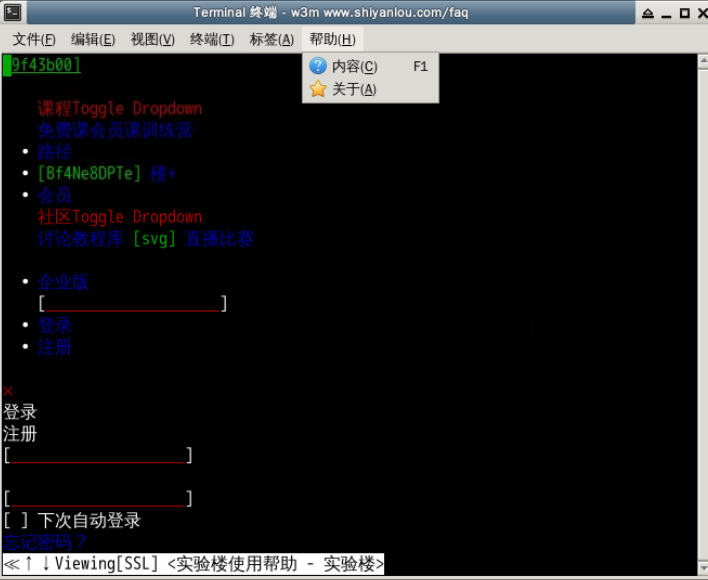 Terminal 终端 - w3m www.shiyanlou.com/faq
文件(F) 编辑(E) 视图(V) 终端(T) 标签(A) 帮助(H)
内容(C) F1
关于(A)
9f43b00]
课程Toggle Dropdown
免费课会员课训练营
• 路径
• [Bf4Ne8DPTe] 楼+
• 会员
社区Toggle Dropdown
讨论教程库 [svg] 直播比赛
• 企业版
[ ]
• 登录
• 注册
×
登录
注册
[ ]
[ ]
[ ] 下次自动登录
忘记密码？
≪↑↓Viewing[SSL] <实验楼使用帮助 - 实验楼>